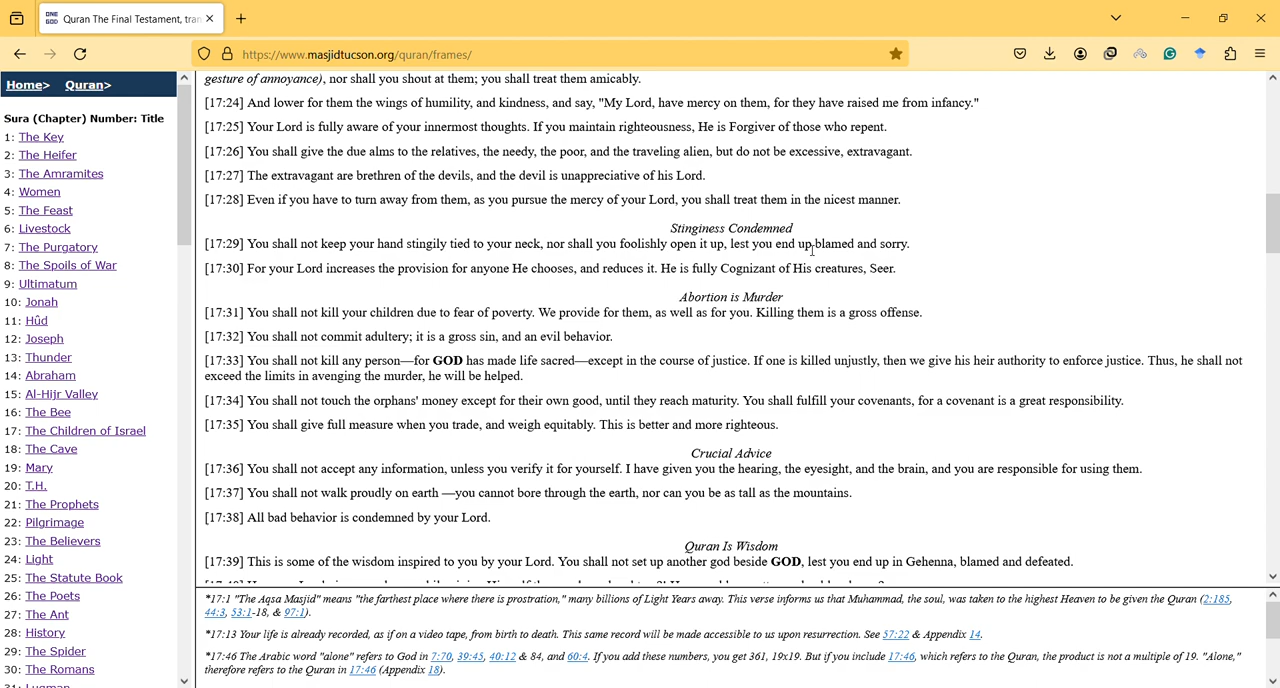 ONE GOD Quran The Final Testament, tran
https://www.masjidtucson.org/quran/frames/
Home> Quran>
Sura (Chapter) Number: Title
1: The Key
2: The Heifer
3: The Amramites
4: Women
5: The Feast
6: Livestock
7: The Purgatory
8: The Spoils of War
9: Ultimatum
10: Jonah
11: Hûd
12: Joseph
13: Thunder
14: Abraham
15: Al-Hijr Valley
16: The Bee
17: The Children of Israel
18: The Cave
19: Mary
20: T.H.
21: The Prophets
22: Pilgrimage
23: The Believers
24: Light
25: The Statute Book
26: The Poets
27: The Ant
28: History
29: The Spider
30: The Romans
31: Luqman
gesture of annoyance), nor shall you shout at them; you shall treat them amicably.
[17:24] And lower for them the wings of humility, and kindness, and say, "My Lord, have mercy on them, for they have raised me from infancy."
[17:25] Your Lord is fully aware of your innermost thoughts. If you maintain righteousness, He is Forgiver of those who repent.
[17:26] You shall give the due alms to the relatives, the needy, the poor, and the traveling alien, but do not be excessive, extravagant.
[17:27] The extravagant are brethren of the devils, and the devil is unappreciative of his Lord.
[17:28] Even if you have to turn away from them, as you pursue the mercy of your Lord, you shall treat them in the nicest manner.
Stinginess Condemned
[17:29] You shall not keep your hand stingily tied to your neck, nor shall you foolishly open it up, lest you end up blamed and sorry.
[17:30] For your Lord increases the provision for anyone He chooses, and reduces it. He is fully Cognizant of His creatures, Seer.
Abortion is Murder
[17:31] You shall not kill your children due to fear of poverty. We provide for them, as well as for you. Killing them is a gross offense.
[17:32] You shall not commit adultery; it is a gross sin, and an evil behavior.
[17:33] You shall not kill any person—for GOD has made life sacred—except in the course of justice. If one is killed unjustly, then we give his heir authority to enforce justice. Thus, he shall not
exceed the limits in avenging the murder, he will be helped.
[17:34] You shall not touch the orphans' money except for their own good, until they reach maturity. You shall fulfill your covenants, for a covenant is a great responsibility.
[17:35] You shall give full measure when you trade, and weigh equitably. This is better and more righteous.
Crucial Advice
[17:36] You shall not accept any information, unless you verify it for yourself. I have given you the hearing, the eyesight, and the brain, and you are responsible for using them.
[17:37] You shall not walk proudly on earth —you cannot bore through the earth, nor can you be as tall as the mountains.
[17:38] All bad behavior is condemned by your Lord.
Quran Is Wisdom
[17:39] This is some of the wisdom inspired to you by your Lord. You shall not set up another god beside GOD, lest you end up in Gehenna, blamed and defeated.
*17:1 "The Aqsa Masjid" means "the farthest place where there is prostration," many billions of Light Years away. This verse informs us that Muhammad, the soul, was taken to the highest Heaven to be given the Quran (2:185,
44:3, 53:1-18, & 97:1).
*17:13 Your life is already recorded, as if on a video tape, from birth to death. This same record will be made accessible to us upon resurrection. See 57:22 & Appendix 14.
*17:46 The Arabic word "alone" refers to God in 7:70, 39:45, 40:12 & 84, and 60:4. If you add these numbers, you get 361, 19x19. But if you include 17:46, which refers to the Quran, the product is not a multiple of 19. "Alone,"
therefore refers to the Quran in 17:46 (Appendix 18).